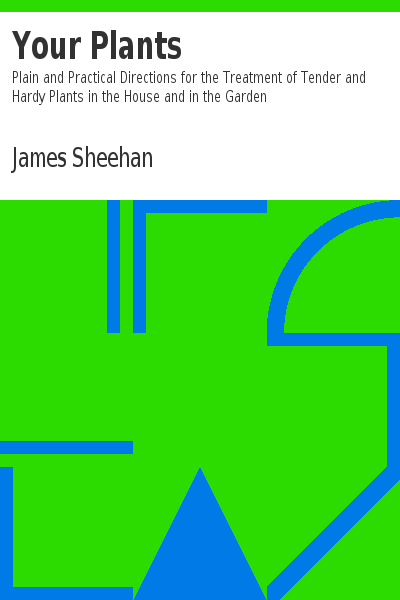 Your Plants
Plain and Practical Directions for the Treatment of Tender and
Hardy Plants in the House and in the Garden
James Sheehan